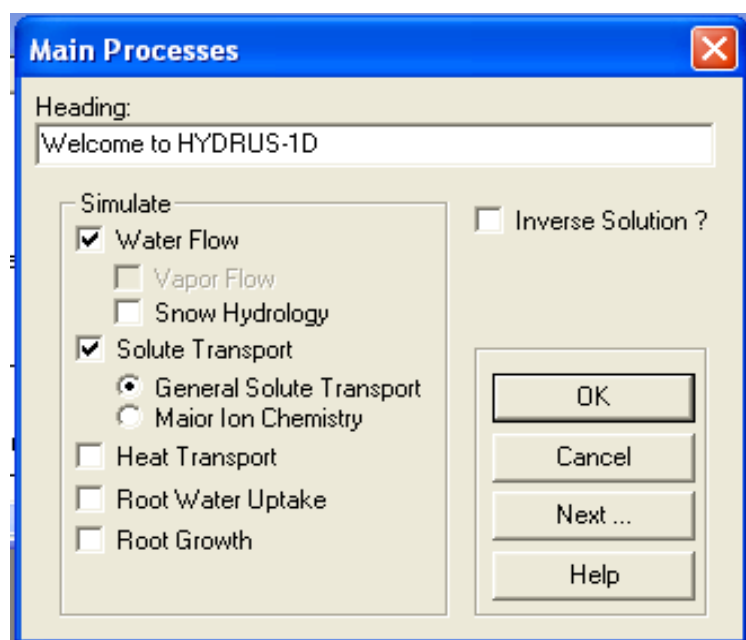 Main Processes
Heading:
Welcome to HYDRUS-1D
Simulate
Water Flow
Vapor Flow
Snow Hydrology
Solute Transport
General Solute Transport
Maior Ion Chemistry
Heat Transport
Root Water Uptake
Root Growth
Inverse Solution ?
OK
Cancel
Next ...
Help